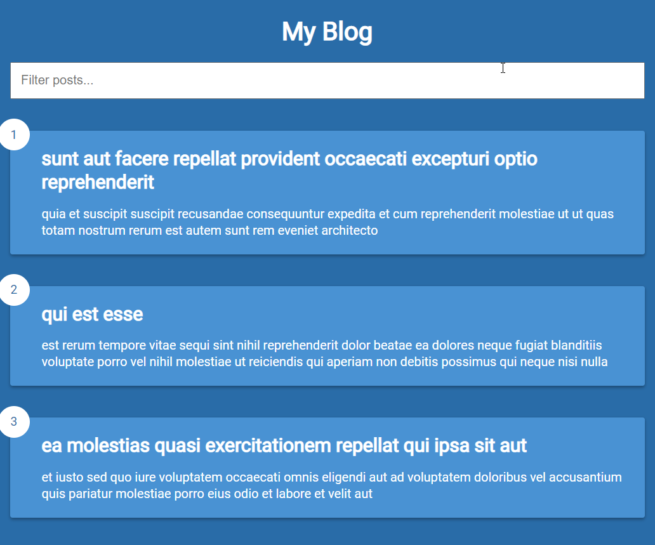 My Blog
Filter posts...
1
sunt aut facere repellat provident occaecati excepturi optio
reprehenderit
quia et suscipit suscipit recusandae consequuntur expedita et cum reprehenderit molestiae ut ut quas
totam nostrum rerum est autem sunt rem eveniet architecto
2
qui est esse
est rerum tempore vitae sequi sint nihil reprehenderit dolor beatae ea dolores neque fugiat blanditiis
voluptate porro vel nihil molestiae ut reiciendis qui aperiam non debitis possimus qui neque nisi nulla
3
ea molestias quasi exercitationem repellat qui ipsa sit aut
et iusto sed quo iure voluptatem occaecati omnis eligendi aut ad voluptatem doloribus vel accusantium
quis pariatur molestiae porro eius odio et labore et velit aut